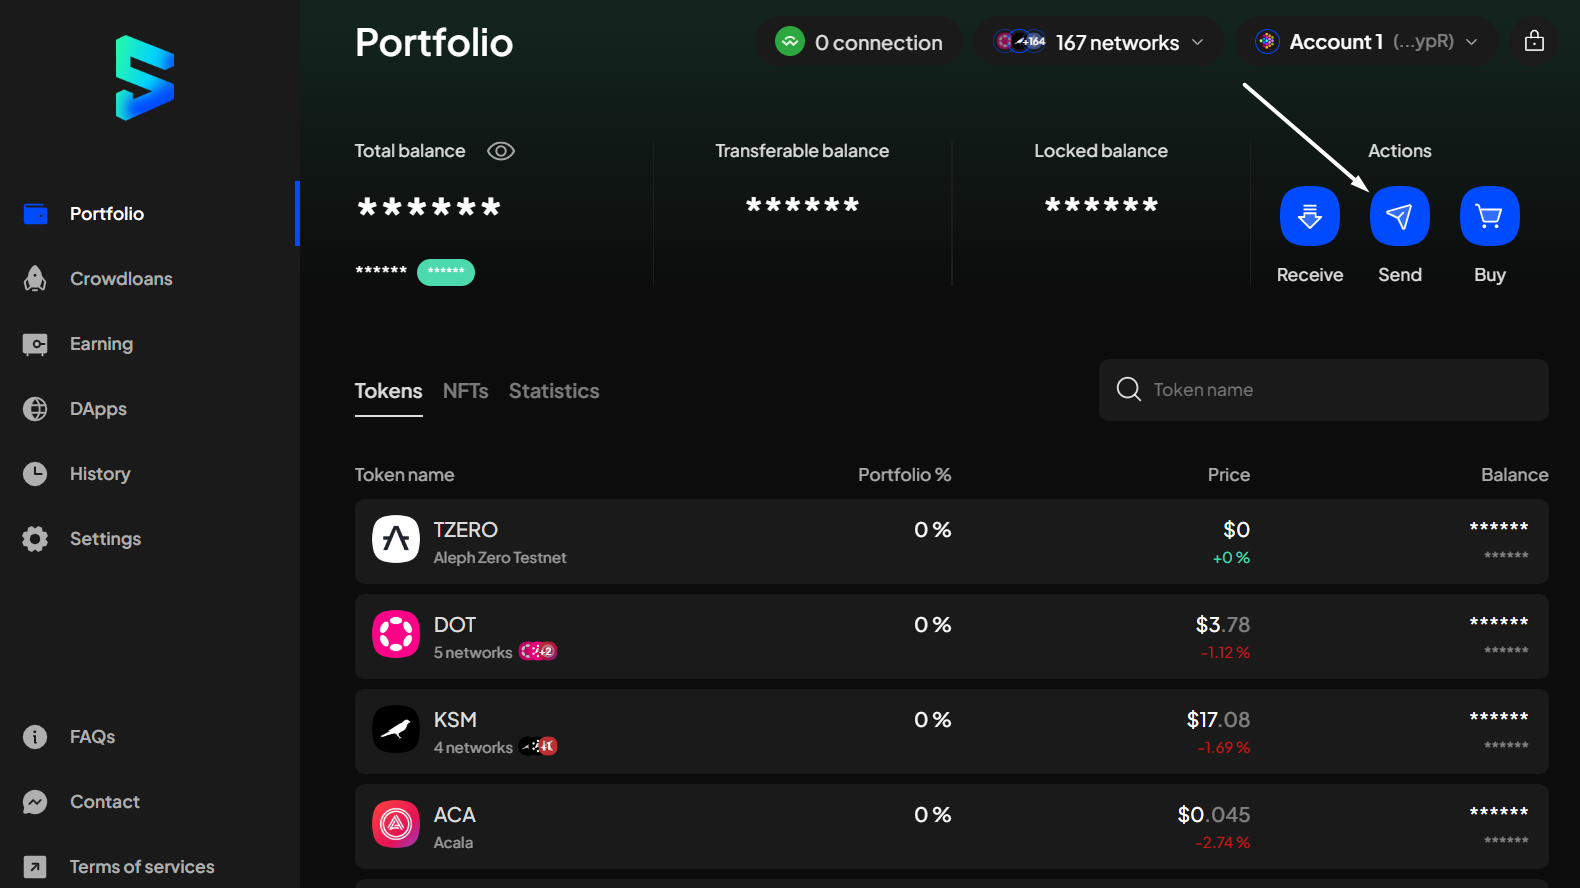 Portfolio
0 connection
+164
167 networks
Account 1 (...ypR)
Portfolio
Crowdloans
Earning
DApps
History
Settings
FAQs
Contact
Terms of services
Total balance
******
****** ******
Transferable balance
******
Locked balance
******
Actions
Receive
Send
Buy
Tokens NFTs Statistics
Token name
Token name Portfolio % Price Balance
TZERO 0 % $0 ******
Aleph Zero Testnet +0 % ******
DOT 0 % $3.78 ******
5 networks +2 -1.12 % ******
KSM 0 % $17.08 ******
4 networks -1.69 % ******
ACA 0 % $0.045 ******
Acala -2.74 % ******